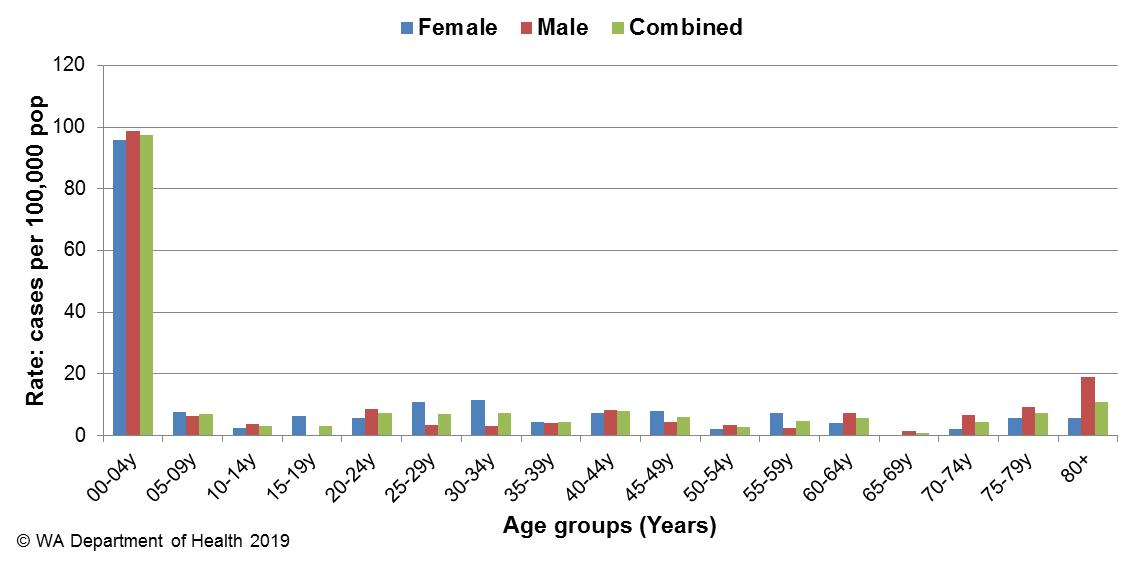 Female Male Combined
120
100
80
60
40
20
0
Rate: cases per 100,000 pop
00-04y
05-09y
10-14y
15-19y
20-24y
25-29y
30-34y
35-39y
40-44y
45-49y
50-54y
55-59y
60-64y
65-69y
70-74y
75-79y
80+
Age groups (Years)
© WA Department of Health 2019